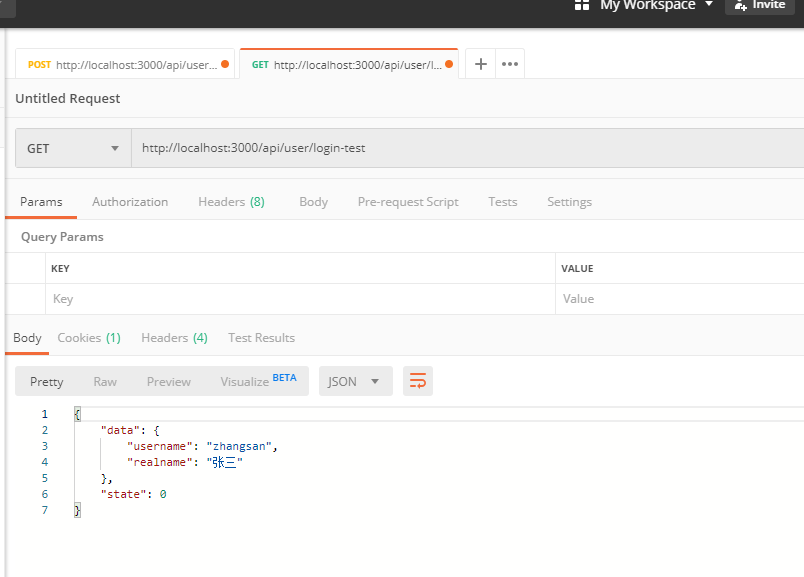 My Workspace Invite
POST http://localhost:3000/api/user... GET http://localhost:3000/api/user/l... + •••
Untitled Request
GET http://localhost:3000/api/user/login-test
Params Authorization Headers (8) Body Pre-request Script Tests Settings
Query Params
KEY VALUE
Key Value
Body Cookies (1) Headers (4) Test Results
Pretty Raw Preview Visualize BETA JSON
1 {
2 "data": {
3 "username": "zhangsan",
4 "realname": "张三"
5 },
6 "state": 0
7 }